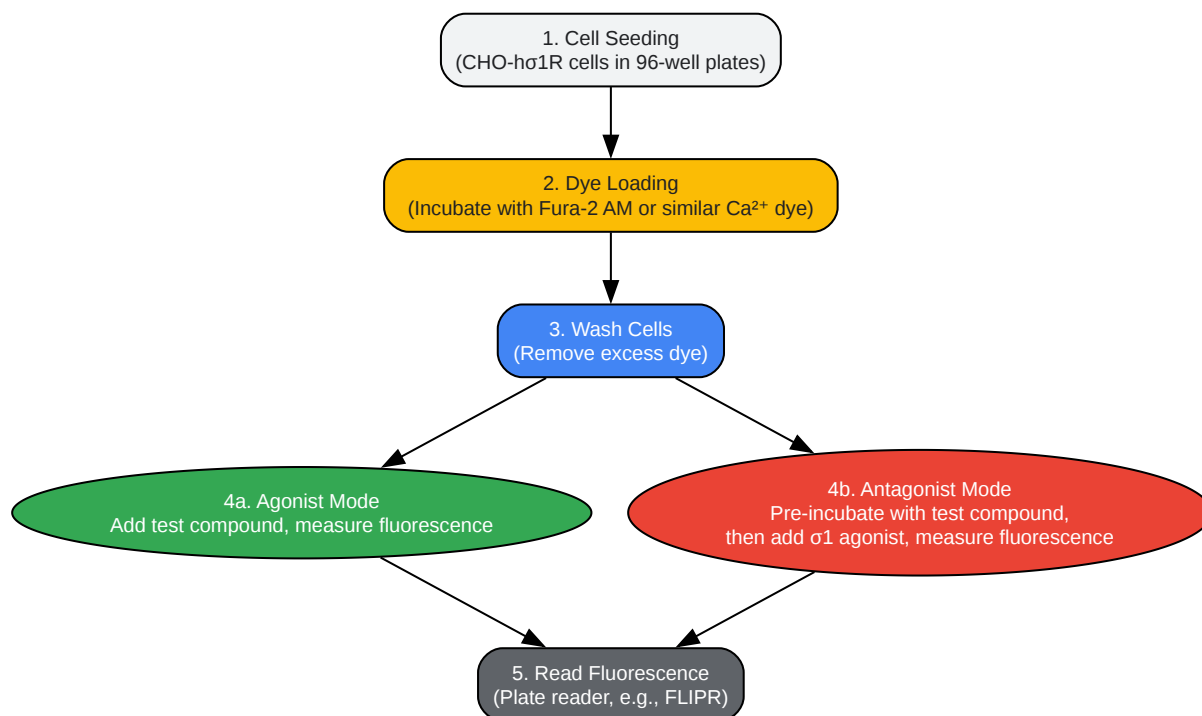 1. Cell Seeding
(CHO-hσ1R cells in 96-well plates)
2. Dye Loading
(Incubate with Fura-2 AM or similar Ca²⁺ dye)
3. Wash Cells
(Remove excess dye)
4a. Agonist Mode
Add test compound, measure fluorescence
4b. Antagonist Mode
Pre-incubate with test compound,
then add σ1 agonist, measure fluorescence
5. Read Fluorescence
(Plate reader, e.g., FLIPR)